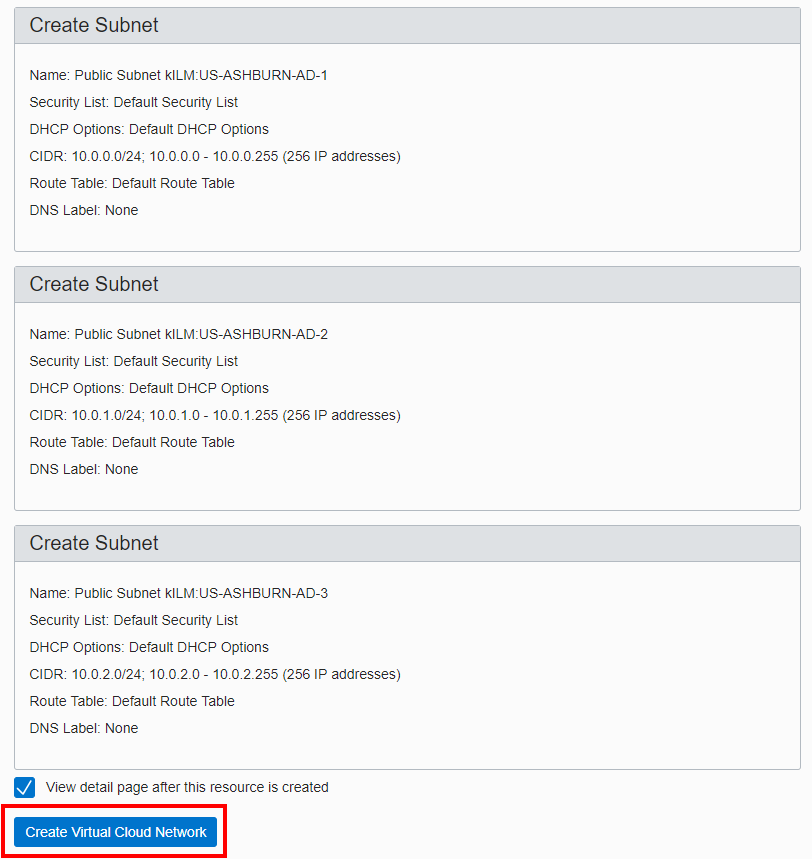 Create Subnet
Name: Public Subnet kILM:US-ASHBURN-AD-1
Security List: Default Security List
DHCP Options: Default DHCP Options
CIDR: 10.0.0.0/24; 10.0.0.0 - 10.0.0.255 (256 IP addresses)
Route Table: Default Route Table
DNS Label: None
Create Subnet
Name: Public Subnet kILM:US-ASHBURN-AD-2
Security List: Default Security List
DHCP Options: Default DHCP Options
CIDR: 10.0.1.0/24; 10.0.1.0 - 10.0.1.255 (256 IP addresses)
Route Table: Default Route Table
DNS Label: None
Create Subnet
Name: Public Subnet kILM:US-ASHBURN-AD-3
Security List: Default Security List
DHCP Options: Default DHCP Options
CIDR: 10.0.2.0/24; 10.0.2.0 - 10.0.2.255 (256 IP addresses)
Route Table: Default Route Table
DNS Label: None
View detail page after this resource is created
Create Virtual Cloud Network